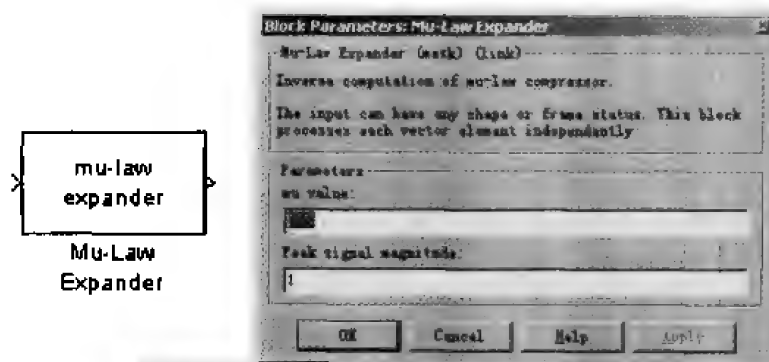 mu-law
expander
Mu-Law
Expander
Block Parameters: Mu-Law Expander
Mu-Law Expander (mask) (link)
Inverse computation of mu-law compressor.
The input can have any shape or frame status. This block
processes each vector element independently
Parameters
mu value:
Peak signal magnitude:
1
OK
Cancel
Help
Apply